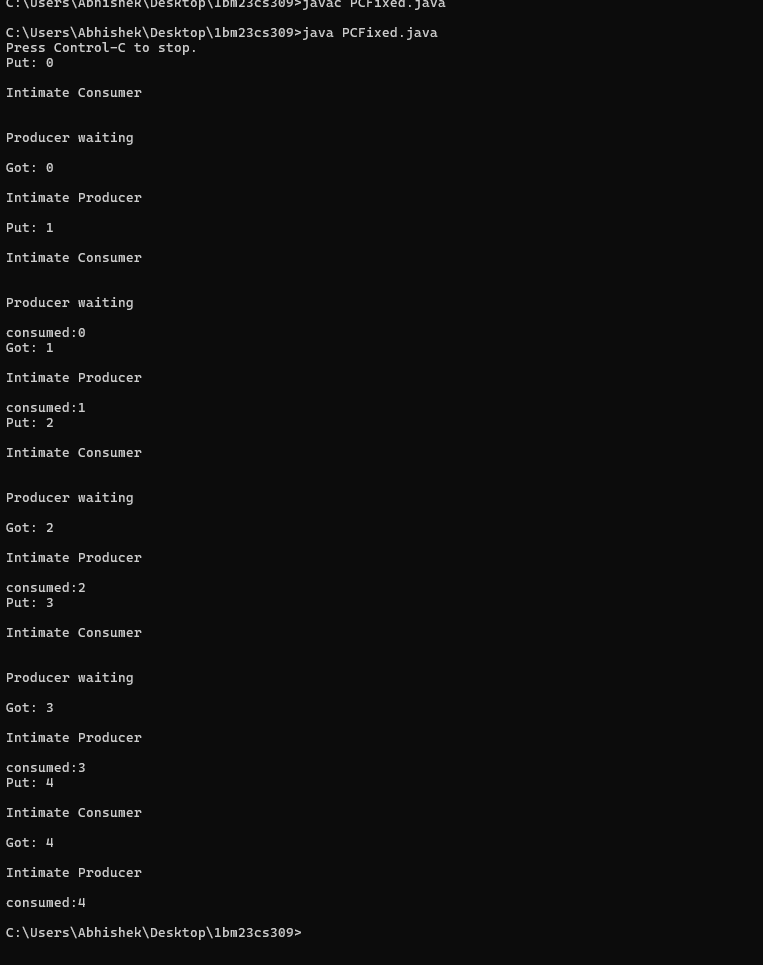 C:\Users\Abhishek\Desktop\1bm23cs309>javac PCFixed.java
C:\Users\Abhishek\Desktop\1bm23cs309>java PCFixed.java
Press Control-C to stop.
Put: 0
Intimate Consumer
Producer waiting
Got: 0
Intimate Producer
Put: 1
Intimate Consumer
Producer waiting
consumed:0
Got: 1
Intimate Producer
consumed:1
Put: 2
Intimate Consumer
Producer waiting
Got: 2
Intimate Producer
consumed:2
Put: 3
Intimate Consumer
Producer waiting
Got: 3
Intimate Producer
consumed:3
Put: 4
Intimate Consumer
Got: 4
Intimate Producer
consumed:4
C:\Users\Abhishek\Desktop\1bm23cs309>